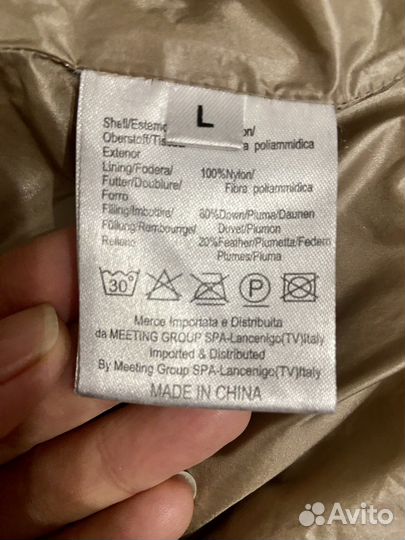 L
Shell/Esterno
Oberstoff/Tissu
Exterior poliammidica
Lining/Fodera/ 100%Nylon/
Futter/Doublure/ Fibra poliammidica
Forro
Filling/Imbottire/ 80%Down/Piuma/Daunen
Füllung/Rembourrage/ Duvet/Plumon
Relleno 20%Feather/Piumetta/Federn
Plumes/Pluma
30°
P
Merce Importata e Distribuita
da MEETING GROUP SPA-Lancenigo(TV)Italy
Imported & Distributed
By Meeting Group SPA-Lancenigo(TV)Italy
MADE IN CHINA
Avito